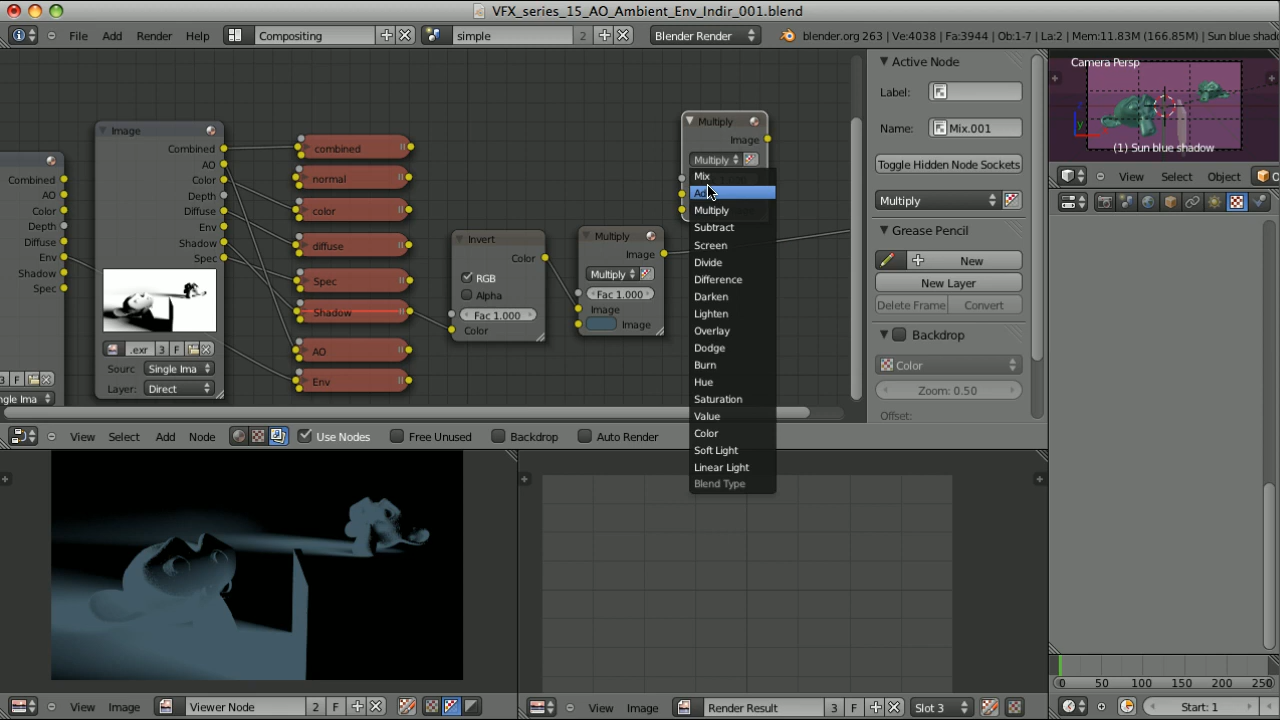 VFX_series_15_AO_Ambient_Env_Indir_001.blend
File Add Render Help Compositing simple 2 Blender Render blender.org 263 | Ve:4038 | Fa:3944 | Ob:1-7 | La:2 | Mem:11.83M (166.85M) | Sun blue shado
Combined
AO
Color
Depth
Diffuse
Env
Shadow
Spec
3
ngle Ima
Image
Combined
AO
Color
Depth
Diffuse
Env
Shadow
Spec
.exr 3 F
Sourc Single Ima
Layer: Direct
combined
normal
color
diffuse
Spec
Shadow
AO
Env
Invert
Color
RGB
Alpha
Fac 1.000
Color
Multiply
Image
Multiply
Fac 1.000
Image
Image
Multiply
Image
Multiply
Mix
Multiply
Subtract
Screen
Divide
Difference
Darken
Lighten
Overlay
Dodge
Burn
Hue
Saturation
Value
Color
Soft Light
Linear Light
Blend Type
Active Node
Label:
Name: Mix.001
Toggle Hidden Node Sockets
Multiply
Grease Pencil
New
New Layer
Delete Frame Convert
Backdrop
Color
Zoom: 0.50
Offset:
Camera Persp
(1) Sun blue shadow
View Select Object
View Select Add Node Use Nodes Free Unused Backdrop Auto Render
View Image Viewer Node 2 F
View Image Render Result 3 F Slot 3
0 50 100 150 200 250
Start: 1